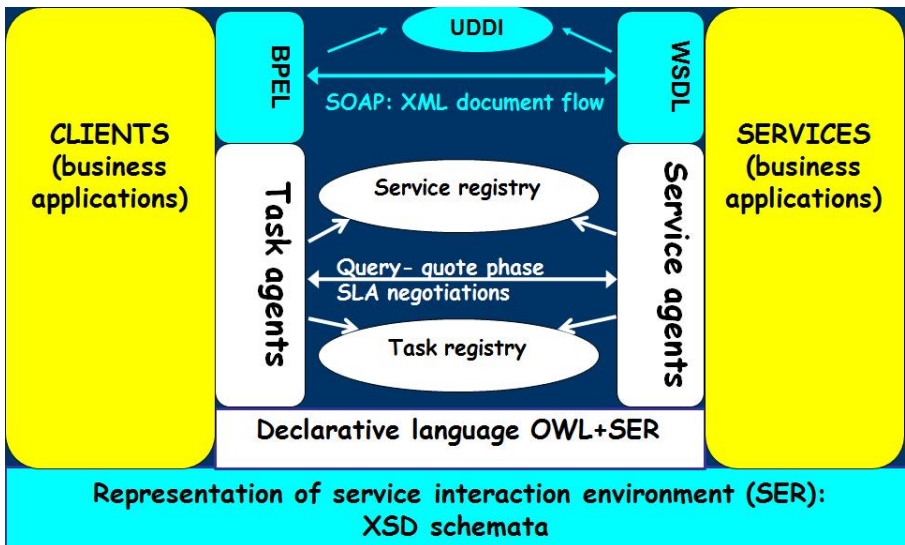 UDDI
BPEL
WSDL
SOAP: XML document flow
CLIENTS
(business
applications)
SERVICES
(business
applications)
Task agents
Service registry
Service agents
Query- quote phase
SLA negotiations
Task registry
Declarative language OWL+SER
Representation of service interaction environment (SER):
XSD schemata